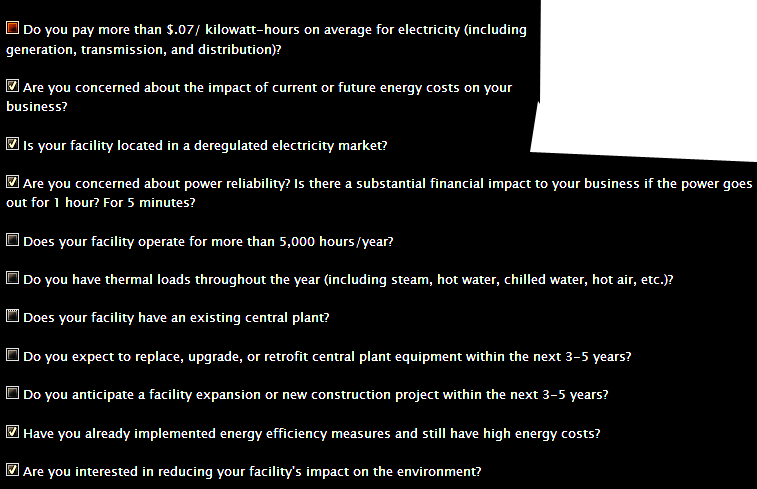 Do you pay more than $.07/ kilowatt-hours on average for electricity (including
generation, transmission, and distribution)?
Are you concerned about the impact of current or future energy costs on your
business?
Is your facility located in a deregulated electricity market?
Are you concerned about power reliability? Is there a substantial financial impact to your business if the power goes
out for 1 hour? For 5 minutes?
Does your facility operate for more than 5,000 hours/year?
Do you have thermal loads throughout the year (including steam, hot water, chilled water, hot air, etc.)?
Does your facility have an existing central plant?
Do you expect to replace, upgrade, or retrofit central plant equipment within the next 3-5 years?
Do you anticipate a facility expansion or new construction project within the next 3-5 years?
Have you already implemented energy efficiency measures and still have high energy costs?
Are you interested in reducing your facility's impact on the environment?